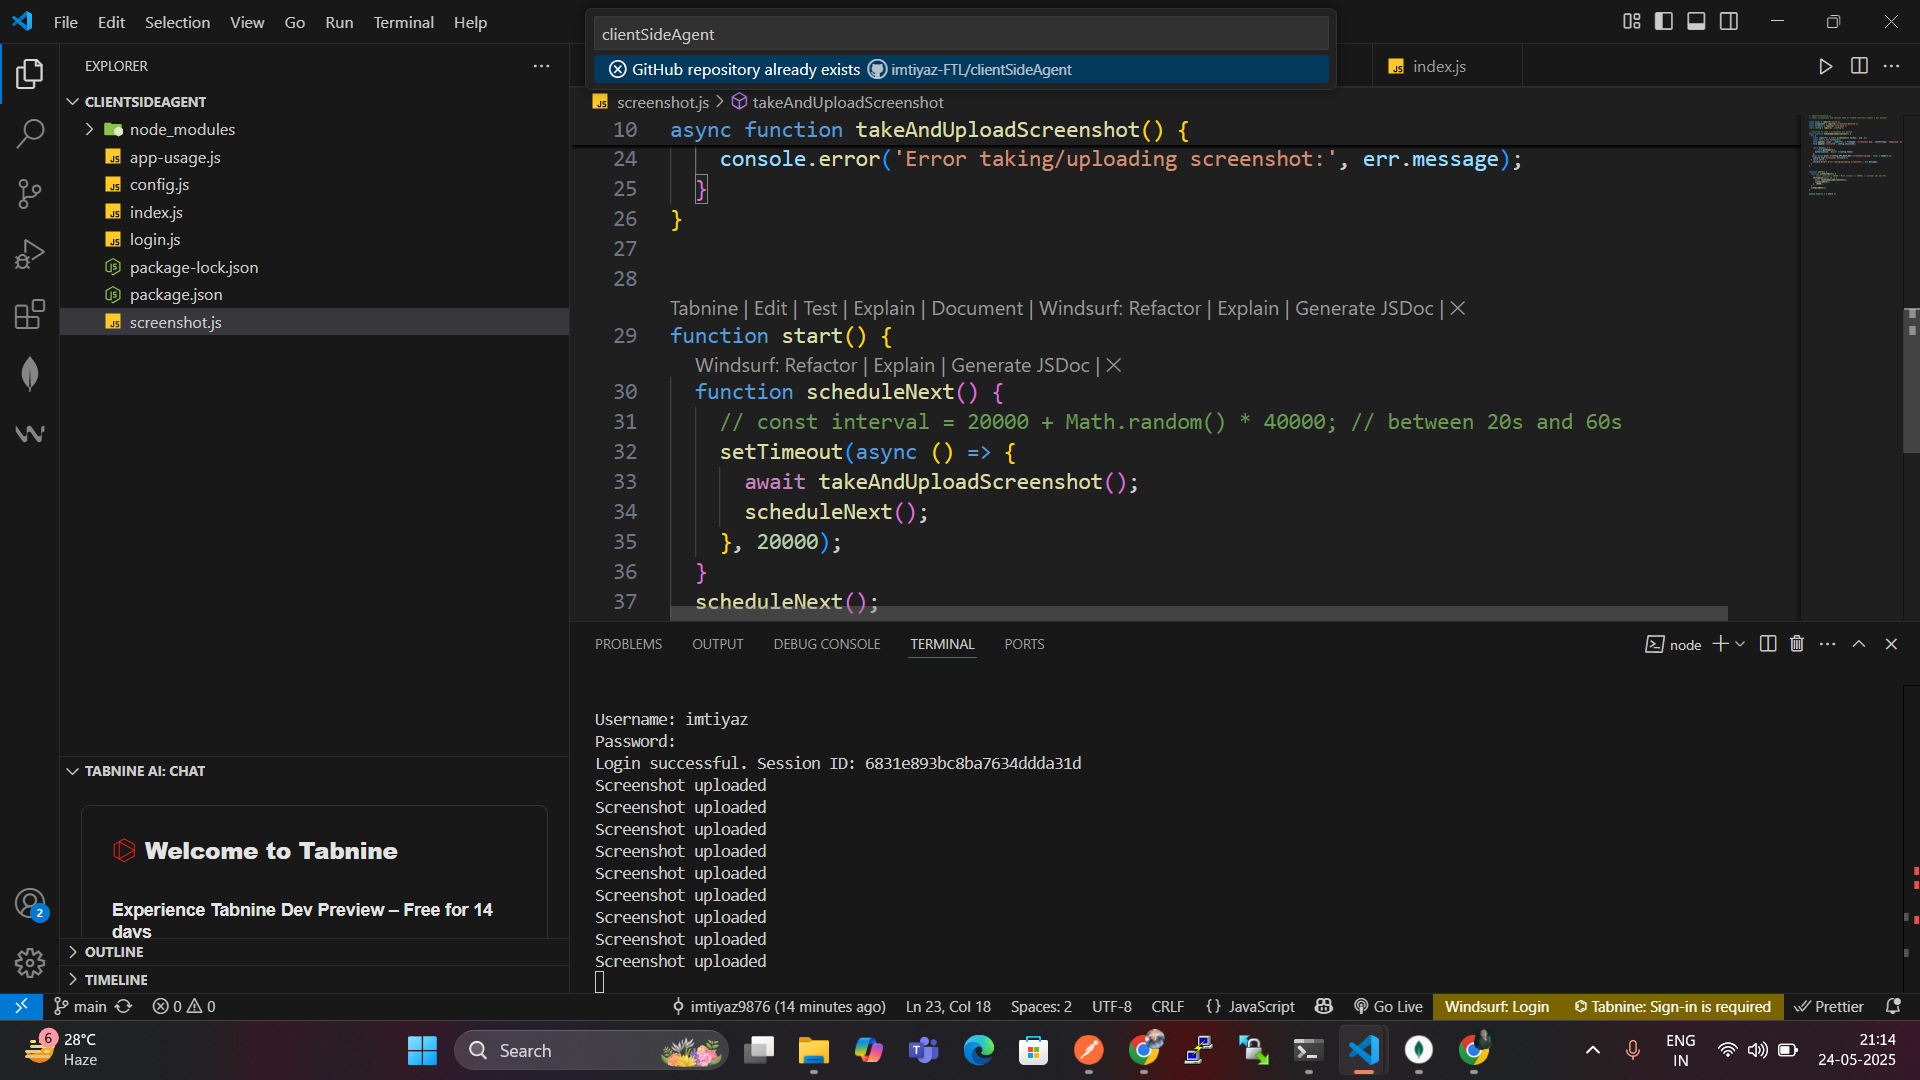 File Edit Selection View Go Run Terminal Help
clientSideAgent
GitHub repository already exists imtiyaz-FTL/clientSideAgent
EXPLORER
index.js
CLIENTSIDEAGENT
node_modules
app-usage.js
config.js
index.js
login.js
package-lock.json
package.json
screenshot.js
screenshot.js > takeAndUploadScreenshot
10 async function takeAndUploadScreenshot() {
24 console.error('Error taking/uploading screenshot:', err.message);
25 }
26 }
27
28
Tabnine | Edit | Test | Explain | Document | Windsurf: Refactor | Explain | Generate JSDoc | ×
29 function start() {
Windsurf: Refactor | Explain | Generate JSDoc | ×
30 function scheduleNext() {
31 // const interval = 20000 + Math.random() * 40000; // between 20s and 60s
32 setTimeout(async () => {
33 await takeAndUploadScreenshot();
34 scheduleNext();
35 }, 20000);
36 }
37 scheduleNext();
PROBLEMS OUTPUT DEBUG CONSOLE TERMINAL PORTS
node
Username: imtiyaz
Password:
Login successful. Session ID: 6831e893bc8ba7634ddda31d
Screenshot uploaded
Screenshot uploaded
Screenshot uploaded
Screenshot uploaded
Screenshot uploaded
Screenshot uploaded
Screenshot uploaded
Screenshot uploaded
Screenshot uploaded
TABNINE AI: CHAT
Welcome to Tabnine
Experience Tabnine Dev Preview – Free for 14
days
OUTLINE
TIMELINE
2
main 0 0 imtiyaz9876 (14 minutes ago) Ln 23, Col 18 Spaces: 2 UTF-8 CRLF {} JavaScript Go Live Windsurf: Login Tabnine: Sign-in is required Prettier
6
28°C
Haze
Search
ENG
IN
21:14
24-05-2025